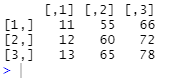 [,1] [,2] [,3]
[1,] 11 55 66
[2,] 12 60 72
[3,] 13 65 78
>